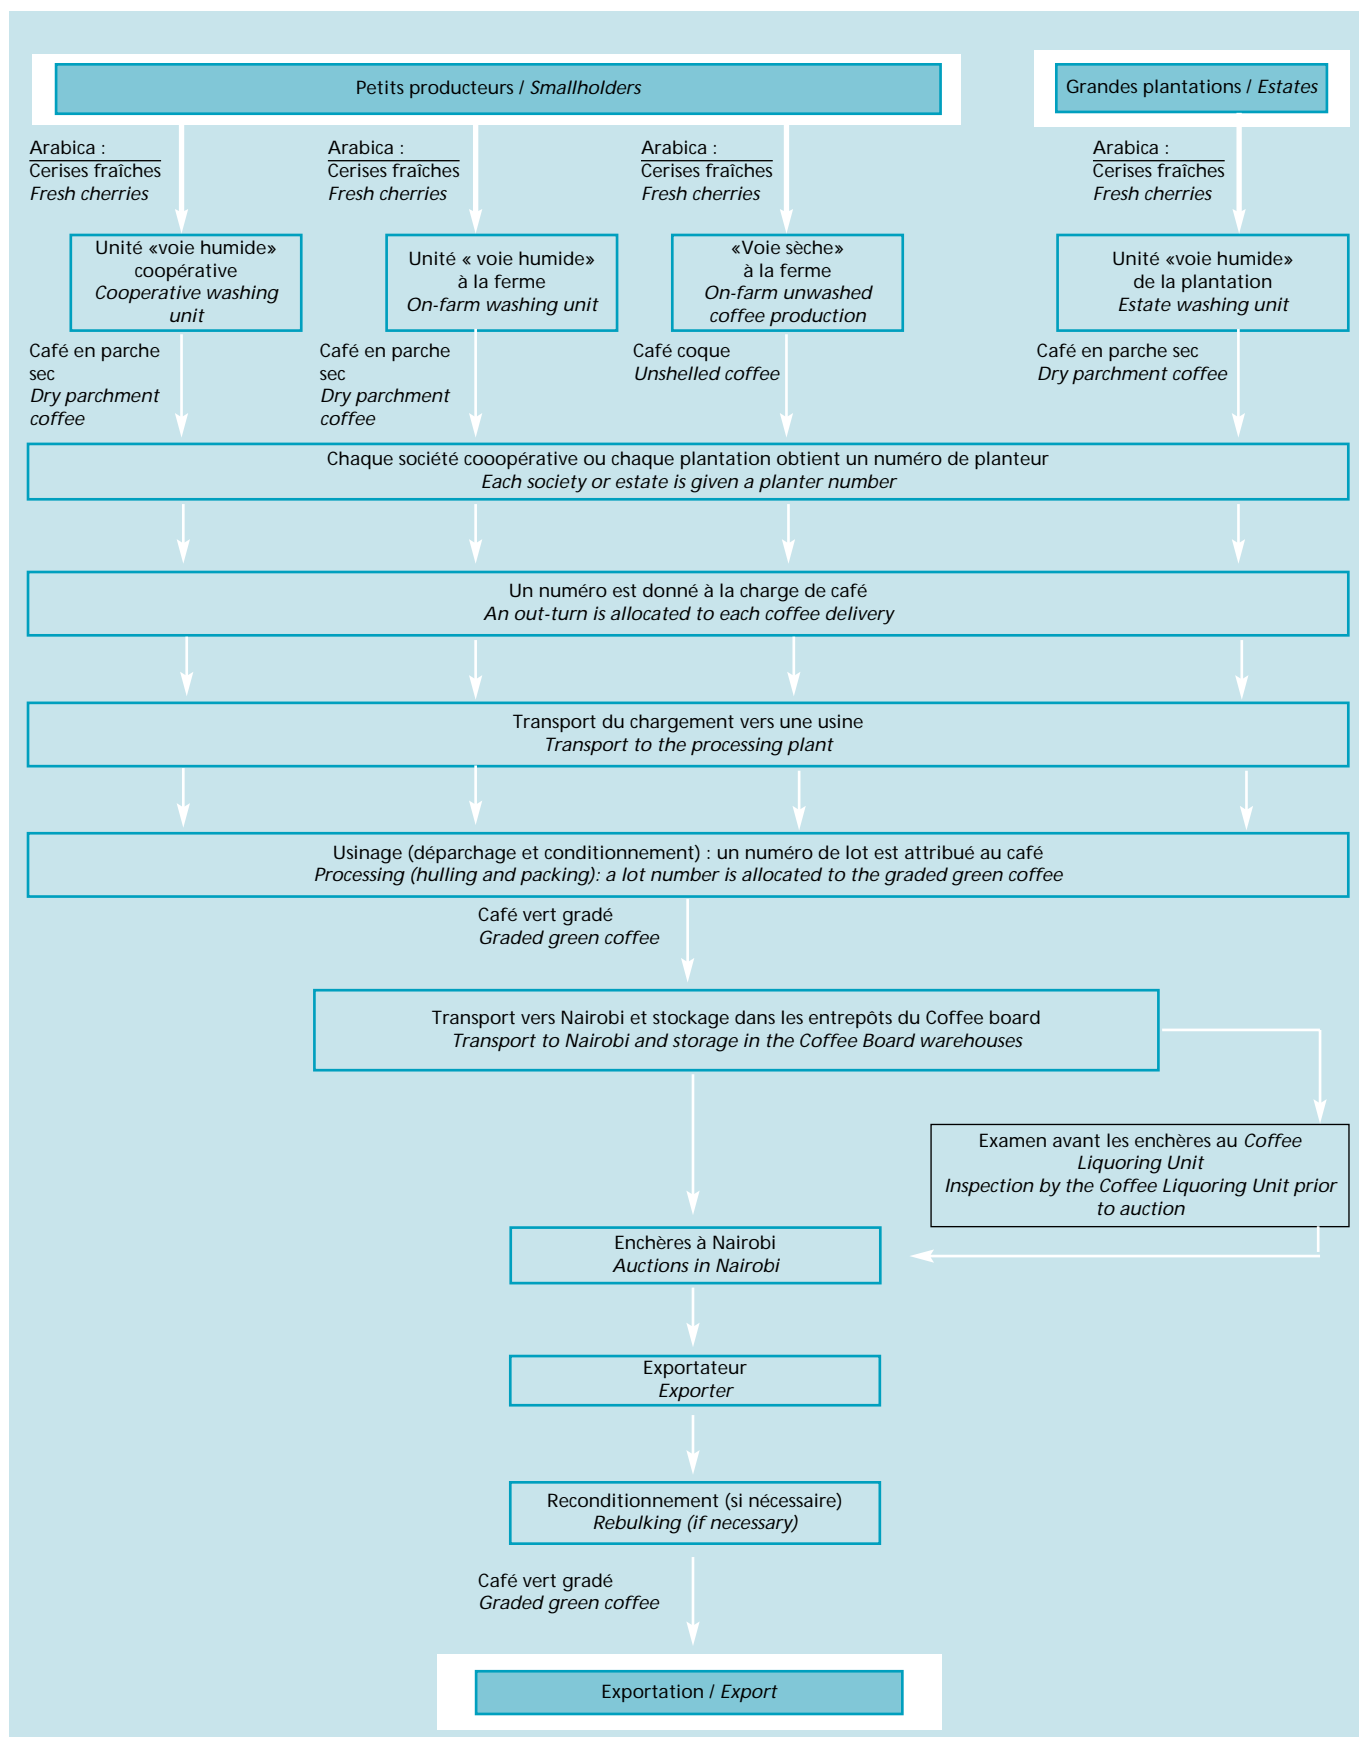 Petits producteurs / Smallholders
Grandes plantations / Estates
Arabica :
Cerises fraîches
Fresh cherries
Arabica :
Cerises fraîches
Fresh cherries
Arabica :
Cerises fraîches
Fresh cherries
Arabica :
Cerises fraîches
Fresh cherries
Unité «voie humide»
coopérative
Cooperative washing
unit
Unité « voie humide»
à la ferme
On-farm washing unit
«Voie sèche»
à la ferme
On-farm unwashed
coffee production
Unité «voie humide»
de la plantation
Estate washing unit
Café en parche
sec
Dry parchment
coffee
Café en parche
sec
Dry parchment
coffee
Café coque
Unshelled coffee
Café en parche sec
Dry parchment coffee
Chaque société cooopérative ou chaque plantation obtient un numéro de planteur
Each society or estate is given a planter number
Un numéro est donné à la charge de café
An out-turn is allocated to each coffee delivery
Transport du chargement vers une usine
Transport to the processing plant
Usinage (déparchage et conditionnement) : un numéro de lot est attribué au café
Processing (hulling and packing): a lot number is allocated to the graded green coffee
Café vert gradé
Graded green coffee
Transport vers Nairobi et stockage dans les entrepôts du Coffee board
Transport to Nairobi and storage in the Coffee Board warehouses
Examen avant les enchères au Coffee
Liquoring Unit
Inspection by the Coffee Liquoring Unit prior
to auction
Enchères à Nairobi
Auctions in Nairobi
Exportateur
Exporter
Reconditionnement (si nécessaire)
Rebulking (if necessary)
Café vert gradé
Graded green coffee
Exportation / Export